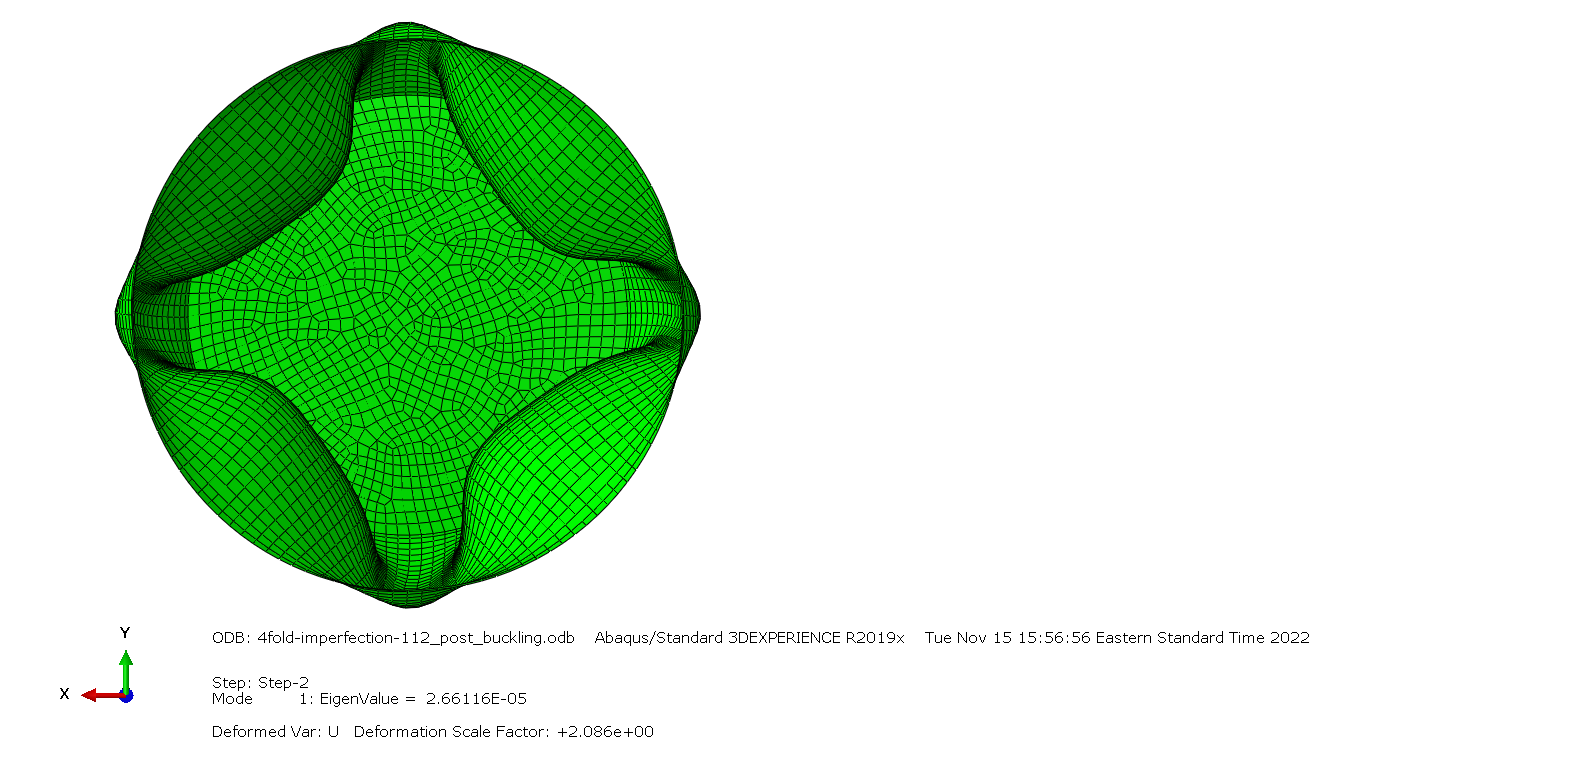 Y
X
ODB: 4fold-imperfection-112_post_buckling.odb    Abaqus/Standard 3DEXPERIENCE R2019x    Tue Nov 15 15:56:56 Eastern Standard Time 2022
Step: Step-2
Mode         1: EigenValue =  2.66116E-05
Deformed Var: U   Deformation Scale Factor: +2.086e+00